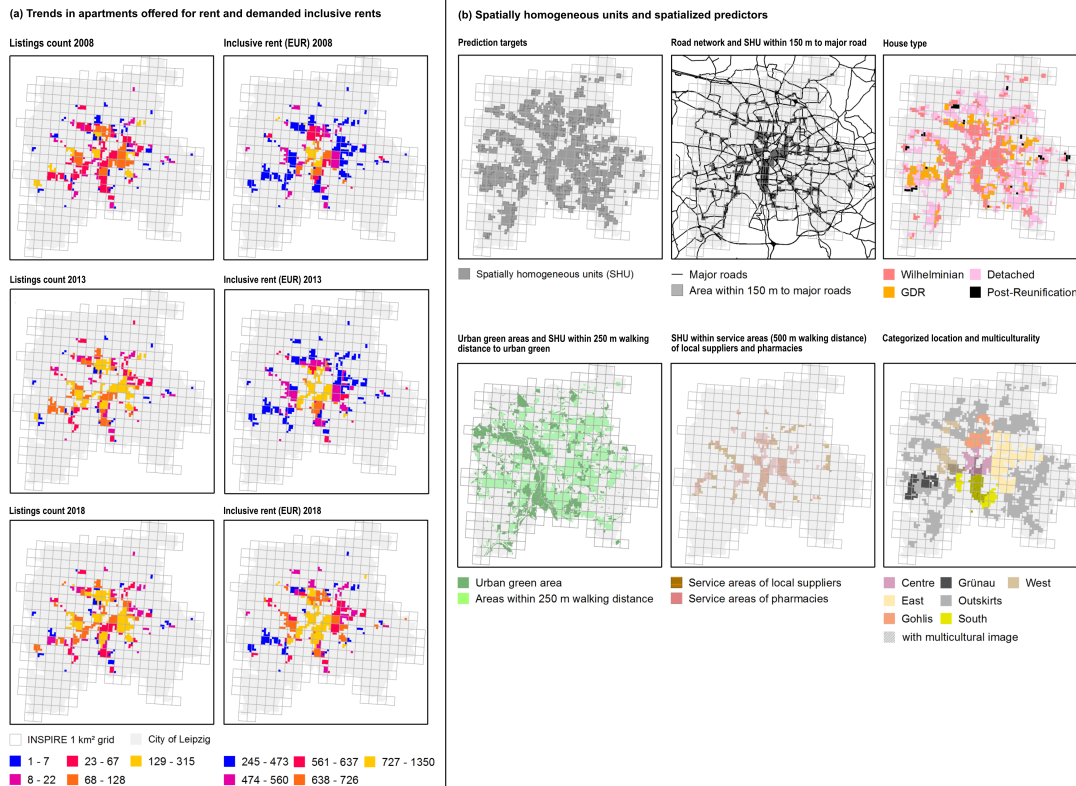 (a) Trends in apartments offered for rent and demanded inclusive rents
Listings count 2008
Inclusive rent (EUR) 2008
Listings count 2013
Inclusive rent (EUR) 2013
Listings count 2018
Inclusive rent (EUR) 2018
INSPIRE 1 km² grid
City of Leipzig
1 - 7
23 - 67
129 - 315
8 - 22
68 - 128
245 - 473
561 - 637
727 - 1350
474 - 560
638 - 726
(b) Spatially homogeneous units and spatialized predictors
Prediction targets
Road network and SHU within 150 m to major road
House type
Spatially homogeneous units (SHU)
Major roads
Area within 150 m to major roads
Wilhelminian
Detached
GDR
Post-Reunification
Urban green areas and SHU within 250 m walking
distance to urban green
SHU within service areas (500 m walking distance)
of local suppliers and pharmacies
Categorized location and multiculturality
Urban green area
Areas within 250 m walking distance
Service areas of local suppliers
Service areas of pharmacies
Centre
Grünau
West
East
Outskirts
Gohlis
South
with multicultural image